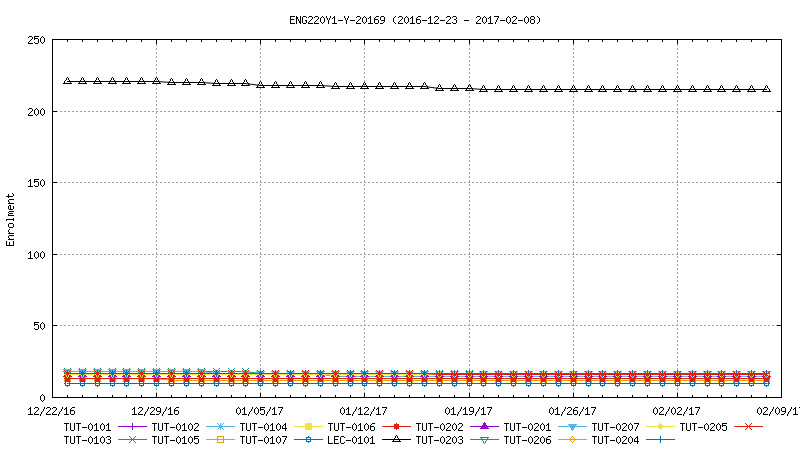 ENG220Y1-Y-20169 (2016-12-23 - 2017-02-08)
250
200
150
100
50
0
Enrolment
12/22/16 12/29/16 01/05/17 01/12/17 01/19/17 01/26/17 02/02/17 02/09/1
TUT-0101 TUT-0102 TUT-0104 TUT-0106 TUT-0202 TUT-0201 TUT-0207 TUT-0205
TUT-0103 TUT-0105 TUT-0107 LEC-0101 TUT-0203 TUT-0206 TUT-0204